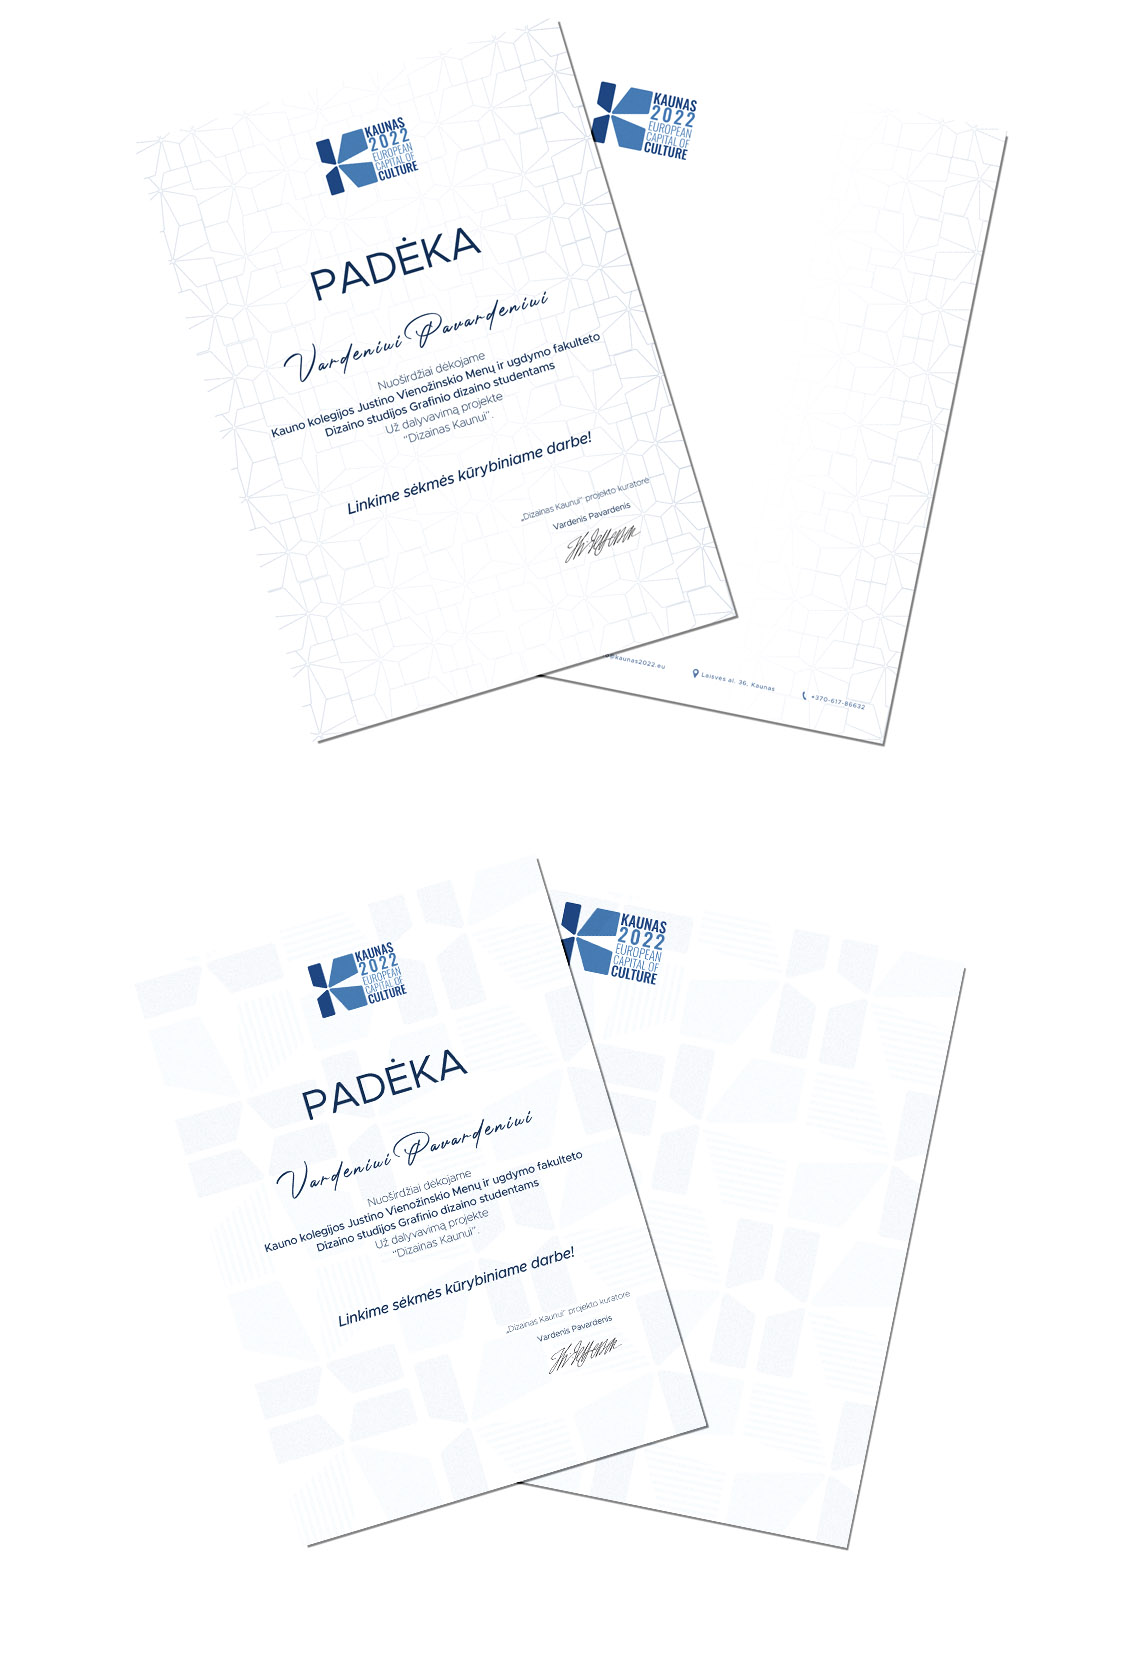 KAUNAS
2022
EUROPEAN
CAPITAL OF
CULTURE
PADĖKA
Vardeniui Pavardeniui
Nuoširdžiai dėkojame
Kauno kolegijos Justino Vienožinskio Menų ir ugdymo fakulteto
Dizaino studijos Grafinio dizaino studentams
Už dalyvavimą projekte
“Dizainas Kaunui”.
Linkime sėkmės kūrybiniame darbe!
„Dizainas Kaunui“ projekto kuratorė
Vardenis Pavardenis
KAUNAS
2022
EUROPEAN
CAPITAL OF
CULTURE
@kaunas2022.eu
Laisvės al. 36, Kaunas
+370-617-86632
KAUNAS
2022
EUROPEAN
CAPITAL OF
CULTURE
PADĖKA
Vardeniui Pavardeniui
Nuoširdžiai dėkojame
Kauno kolegijos Justino Vienožinskio Menų ir ugdymo fakulteto
Dizaino studijos Grafinio dizaino studentams
Už dalyvavimą projekte
“Dizainas Kaunui”.
Linkime sėkmės kūrybiniame darbe!
„Dizainas Kaunui“ projekto kuratorė
Vardenis Pavardenis
KAUNAS
2022
EUROPEAN
CAPITAL OF
CULTURE